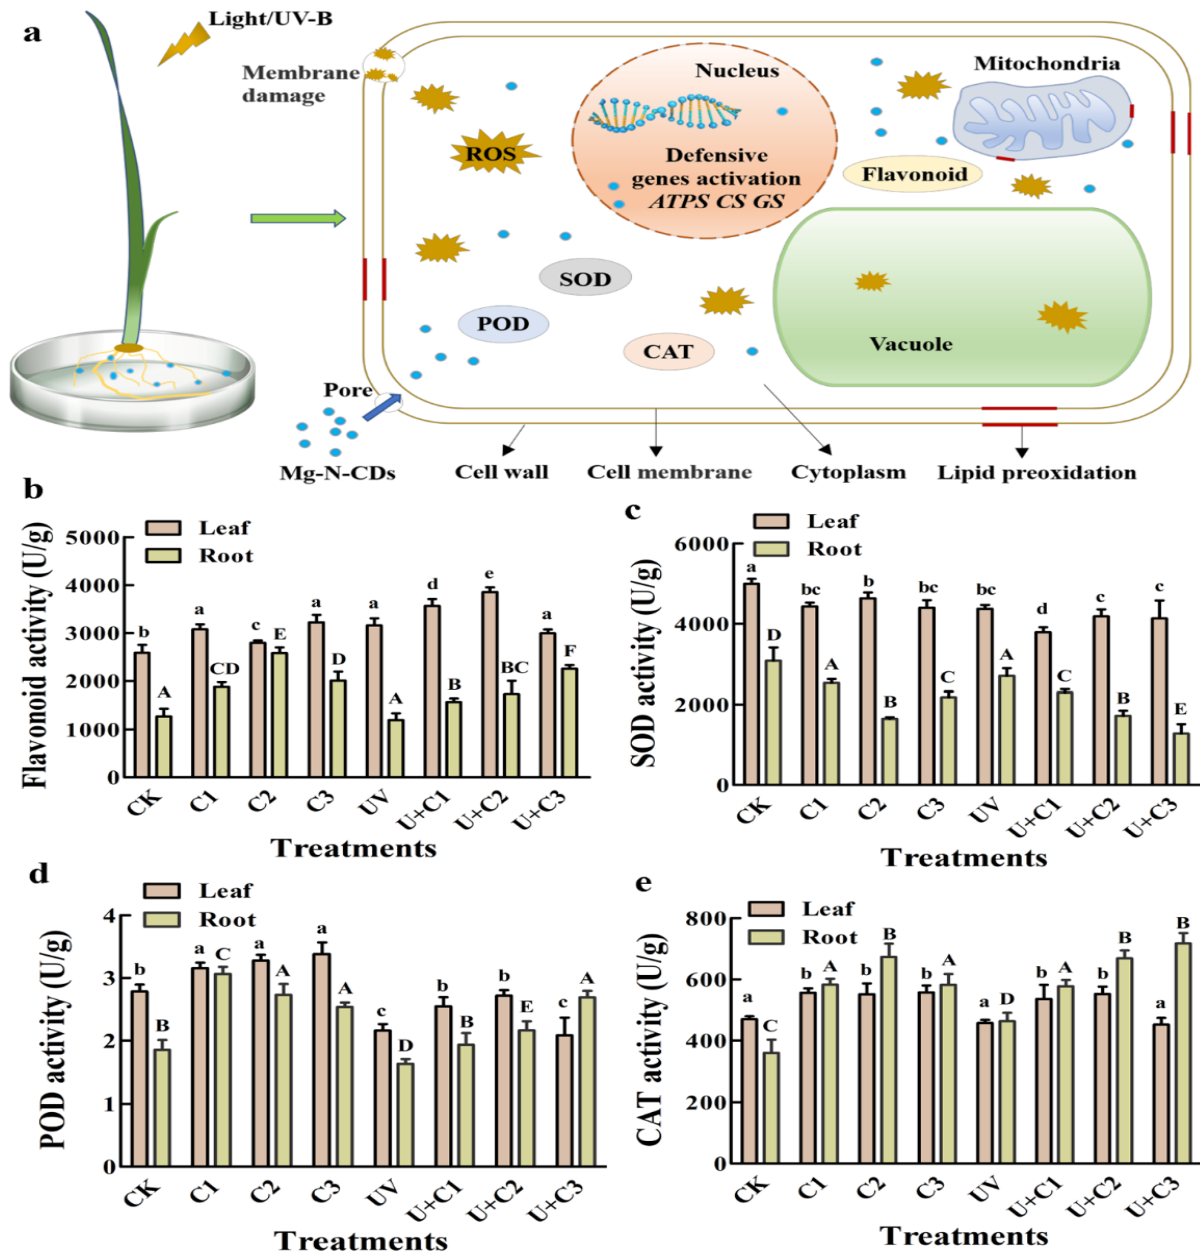 a
Light/UV-B
Membrane
damage
Nucleus
Mitochondria
ROS
Defensive
genes activation
ATPS CS GS
Flavonoid
SOD
POD
CAT
Vacuole
Pore
Mg-N-CDs
Cell wall
Cell membrane
Cytoplasm
Lipid preoxidation
b
Leaf
Root
Flavonoid activity (U/g)
5000
4000
3000
2000
1000
0
b A a CD c E a D a A d B e BC a F
CK C1 C2 C3 UV U+C1 U+C2 U+C3
Treatments
c
Leaf
Root
SOD activity (U/g)
6000
4000
2000
0
a D bc A b B bc C bc A d C c B c E
CK C1 C2 C3 UV U+C1 U+C2 U+C3
Treatments
d
Leaf
Root
POD activity (U/g)
4
3
2
1
0
b B a C a A a A c D b B b E c A
CK C1 C2 C3 UV U+C1 U+C2 U+C3
Treatments
e
Leaf
Root
CAT activity (U/g)
800
600
400
200
0
a C b A b B b A a D b A b B a B
CK C1 C2 C3 UV U+C1 U+C2 U+C3
Treatments